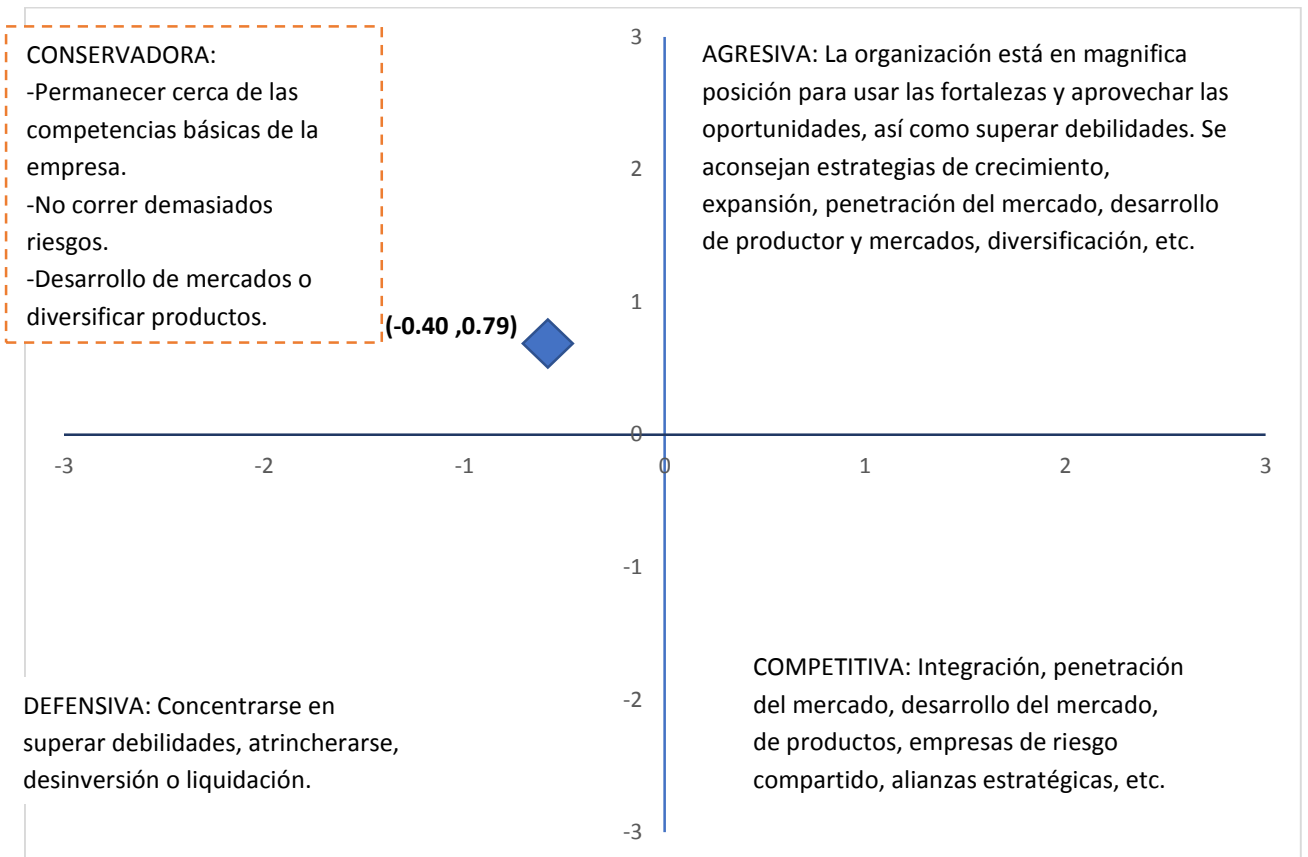 CONSERVADORA:
-Permanecer cerca de las
competencias básicas de la
empresa.
-No correr demasiados
riesgos.
-Desarrollo de mercados o
diversificar productos.
AGRESIVA: La organización está en magnifica
posición para usar las fortalezas y aprovechar las
oportunidades, así como superar debilidades. Se
aconsejan estrategias de crecimiento,
expansión, penetración del mercado, desarrollo
de productor y mercados, diversificación, etc.
(-0.40 ,0.79)
3
2
1
0
-1
-2
-3
-3
-2
-1
0
1
2
3
DEFENSIVA: Concentrarse en
superar debilidades, atrincherarse,
desinversión o liquidación.
COMPETITIVA: Integración, penetración
del mercado, desarrollo del mercado,
de productos, empresas de riesgo
compartido, alianzas estratégicas, etc.